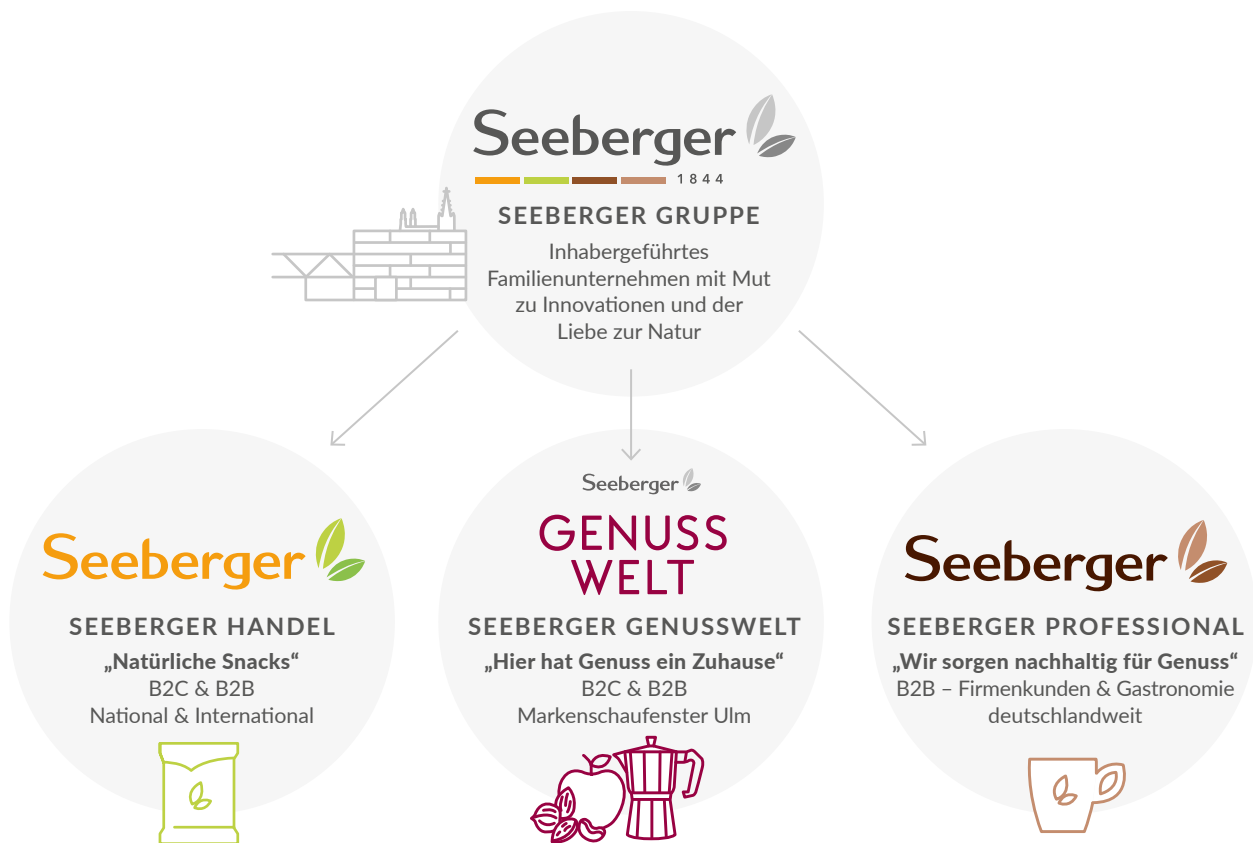 Seeberger
1844
SEEBERGER GRUPPE
Inhabergeführtes
Familienunternehmen mit Mut
zu Innovationen und der
Liebe zur Natur
Seeberger
SEEBERGER HANDEL
„Natürliche Snacks“
B2C & B2B
National & International
Seeberger
GENUSS
WELT
SEEBERGER GENUSSWELT
„Hier hat Genuss ein Zuhause“
B2C & B2B
Markenschaufenster Ulm
Seeberger
SEEBERGER PROFESSIONAL
„Wir sorgen nachhaltig für Genuss“
B2B – Firmenkunden & Gastronomie
deutschlandweit